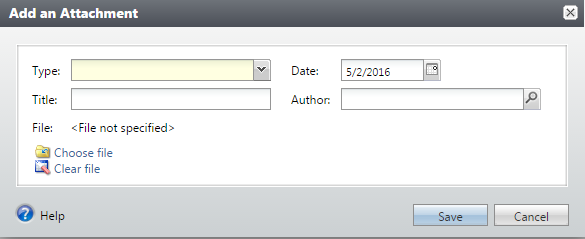 Add an Attachment
Type: Date: 5/2/2016
Title: Author:
File: <File not specified>
Choose file
Clear file
Help Save Cancel